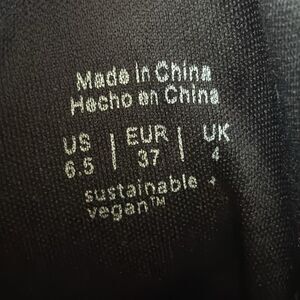 Made in China
Hecho en China
US | EUR | UK
6.5 | 37 | 4
sustainable +
vegan™